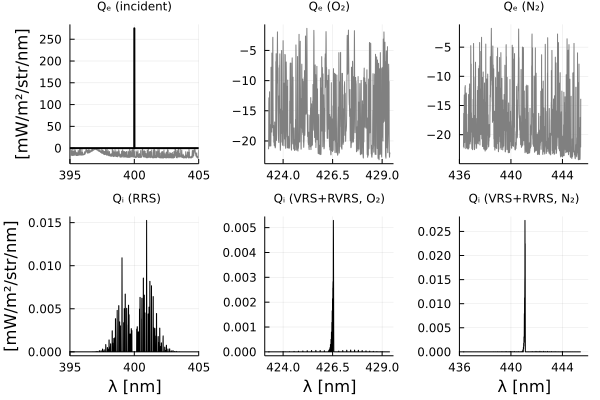 Qₑ (incident)
Qₑ (O₂)
Qₑ (N₂)
[mW/m²/str/nm]
250
200
150
100
50
0
395 400 405
−5
−10
−15
−20
424.0 426.5 429.0
−5
−10
−15
−20
436 440 444
Qᵢ (RRS)
Qᵢ (VRS+RVRS, O₂)
Qᵢ (VRS+RVRS, N₂)
[mW/m²/str/nm]
0.015
0.010
0.005
0.000
395 400 405
λ [nm]
0.005
0.004
0.003
0.002
0.001
0.000
424.0 426.5 429.0
λ [nm]
0.025
0.020
0.015
0.010
0.005
0.000
436 440 444
λ [nm]